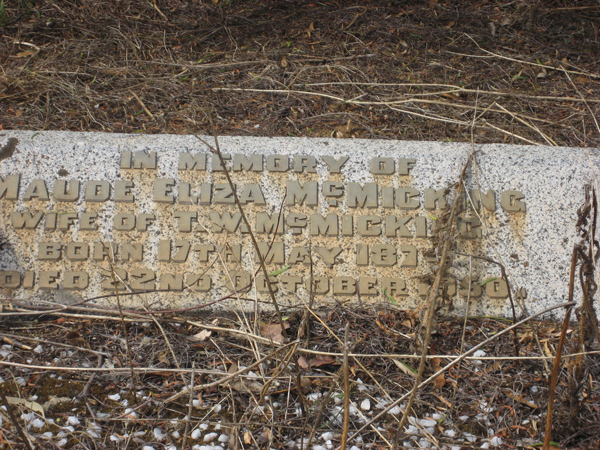 IN MEMORY OF
MAUDE ELIZA McMICKING
WIFE OF T.W. McMICKING
BORN 17TH MAY
DIED 22ND OCTOBER